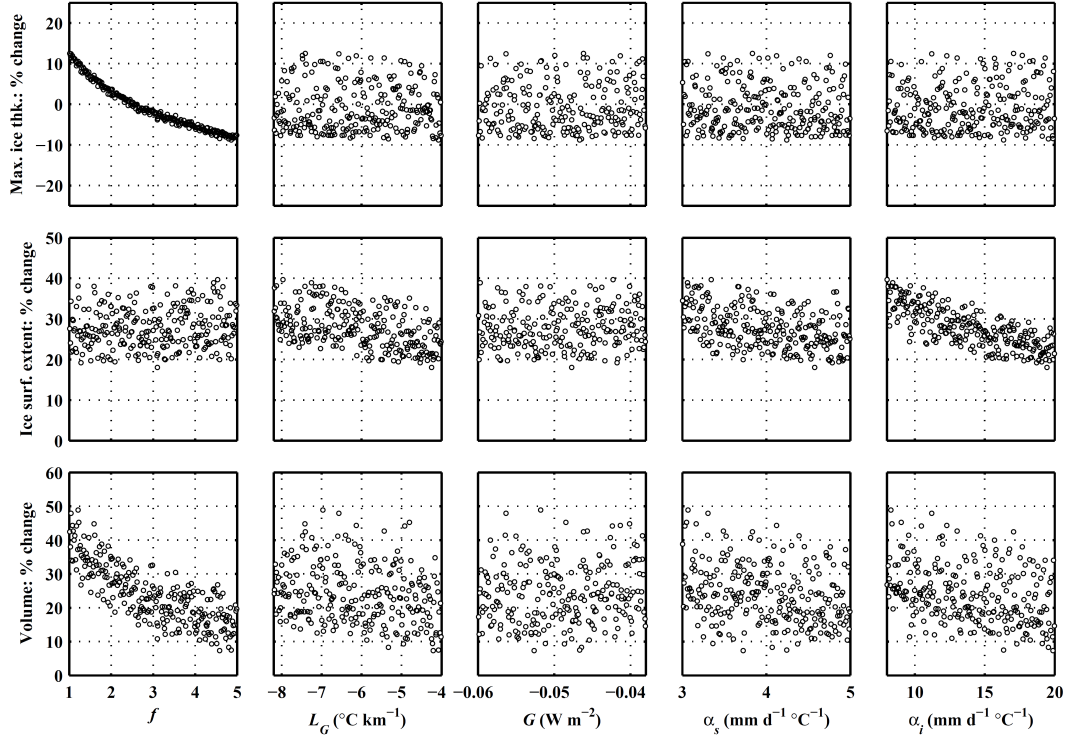 Max. ice thk.: % change
20
10
0
−10
−20
Ice surf. extent: % change
50
40
30
20
10
0
Volume: % change
60
50
40
30
20
10
0
1 2 3 4 5
f
−8 −7 −6 −5 −4
L_G (°C km⁻¹)
−0.06 −0.05 −0.04
G (W m⁻²)
3 4 5
α_s (mm d⁻¹ °C⁻¹)
10 15 20
α_i (mm d⁻¹ °C⁻¹)